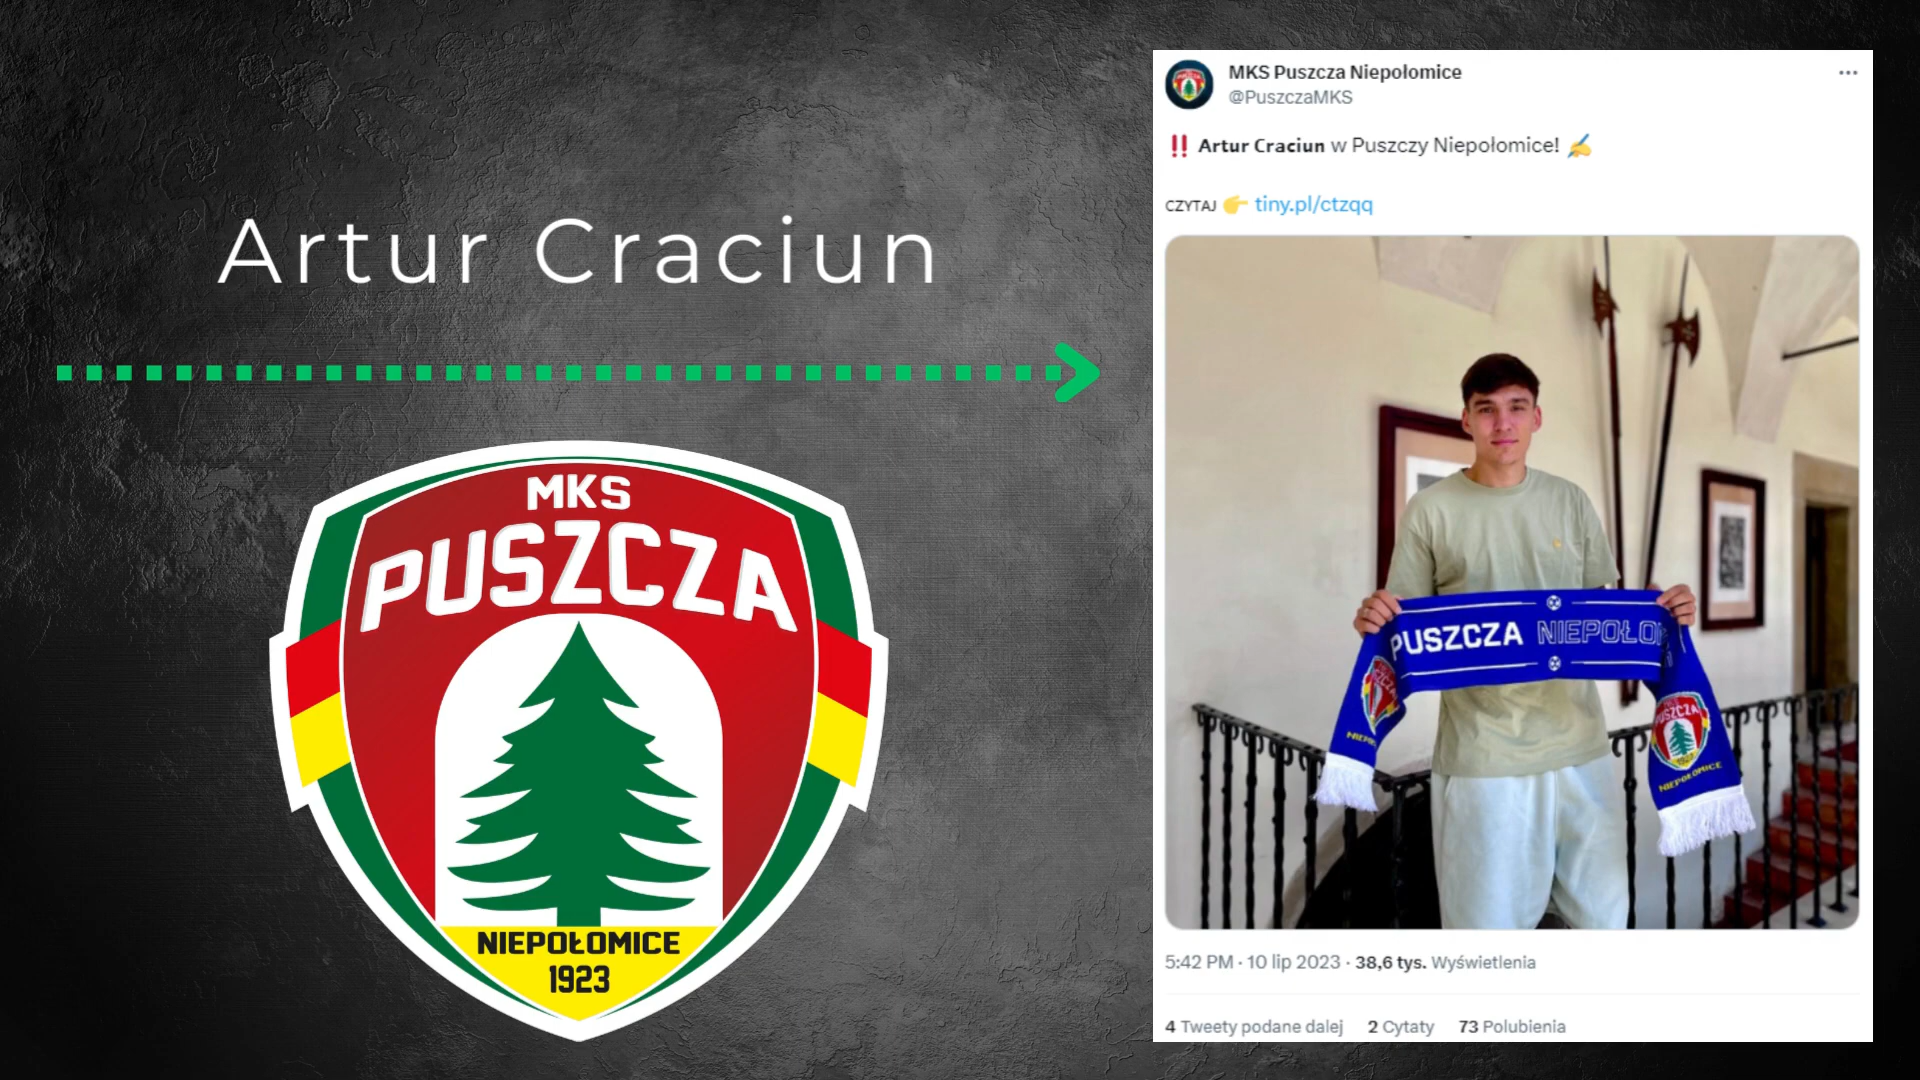 Artur Craciun
MKS
PUSZCZA
NIEPOŁOMICE
1923
MKS Puszcza Niepołomice
@PuszczaMKS
‼️ Artur Craciun w Puszczy Niepołomice! ✍️
CZYTAJ 👉 tiny.pl/ctzqq
PUSZCZA NIEPOŁO
PUSZCZA
NIEPOŁOMICE
5:42 PM · 10 lip 2023 · 38,6 tys. Wyświetlenia
4 Tweety podane dalej 2 Cytaty 73 Polubienia